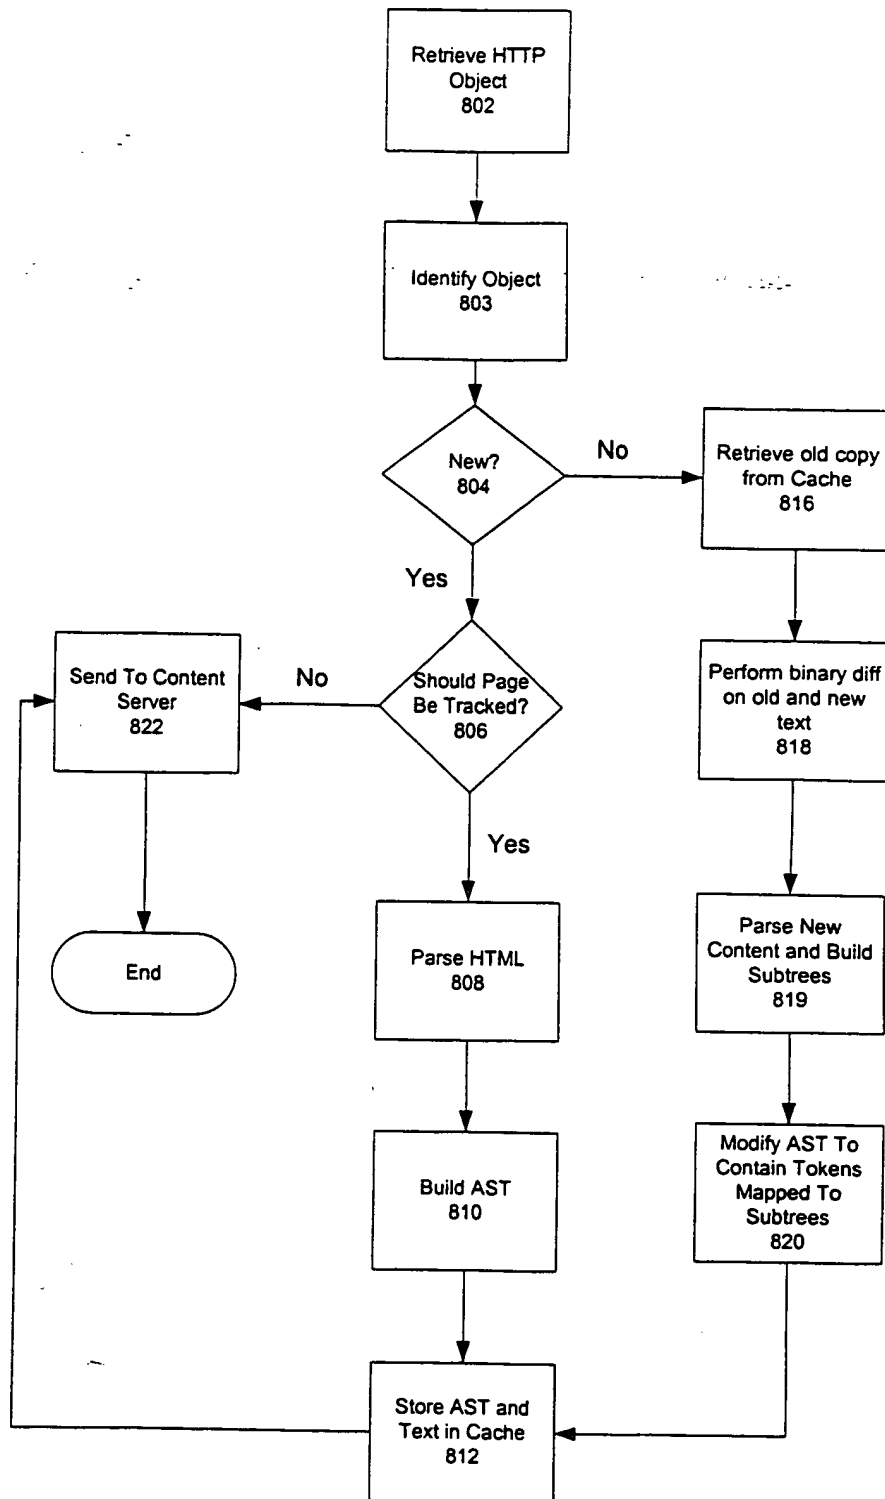 Retrieve HTTP
Object
802
Identify Object
803
New?
804
No
Retrieve old copy
from Cache
816
Yes
Send To Content
Server
822
No
Should Page
Be Tracked?
806
Perform binary diff
on old and new
text
818
Yes
End
Parse HTML
808
Parse New
Content and Build
Subtrees
819
Build AST
810
Modify AST To
Contain Tokens
Mapped To
Subtrees
820
Store AST and
Text in Cache
812